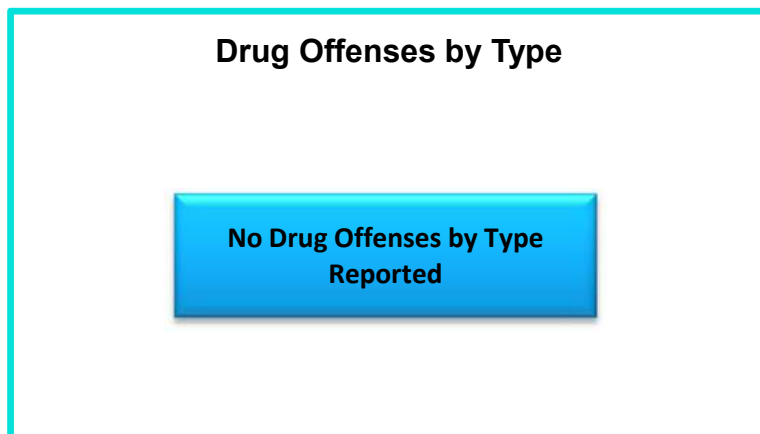 Drug Offenses by Type
No Drug Offenses by Type
Reported